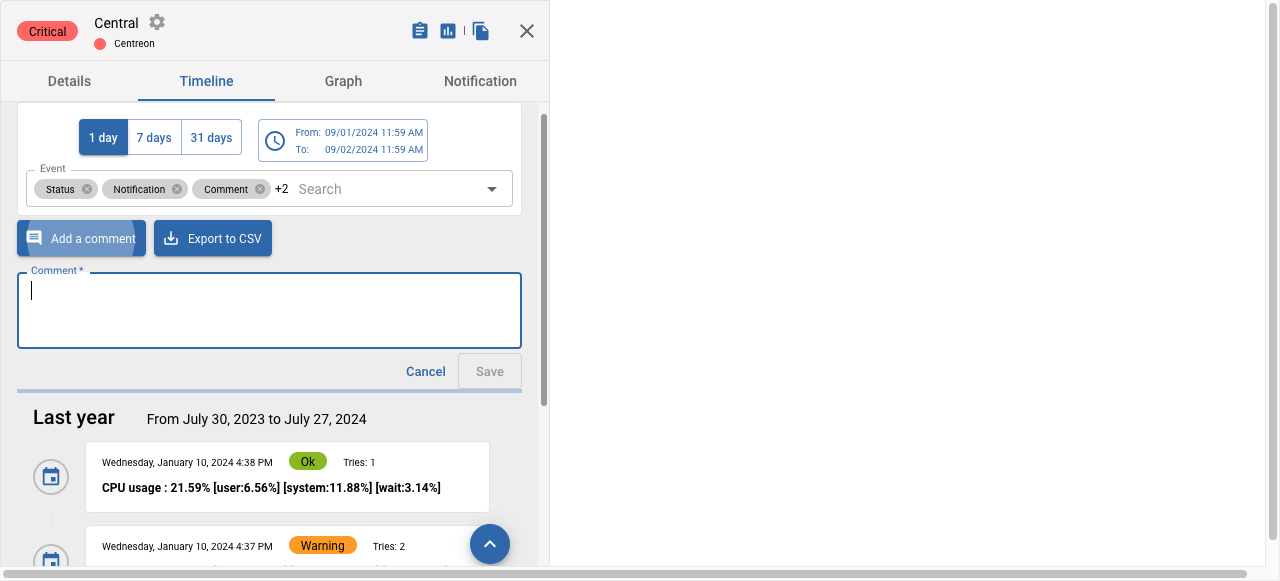 Critical
Central
Centreon
Details Timeline Graph Notification
1 day 7 days 31 days
From: 09/01/2024 11:59 AM
To: 09/02/2024 11:59 AM
Event
Status Notification Comment +2 Search
Add a comment Export to CSV
Comment *
Cancel Save
Last year From July 30, 2023 to July 27, 2024
Wednesday, January 10, 2024 4:38 PM Ok Tries: 1
CPU usage : 21.59% [user:6.56%] [system:11.88%] [wait:3.14%]
Wednesday, January 10, 2024 4:37 PM Warning Tries: 2